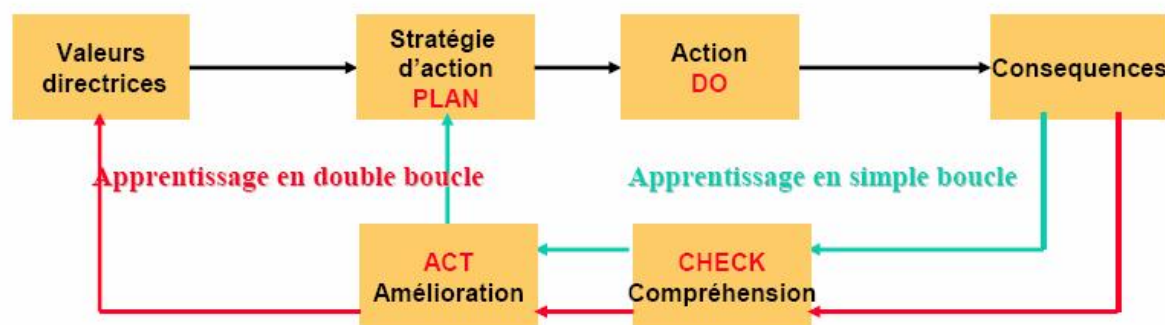 Valeurs
directrices
Stratégie
d'action
PLAN
Action
DO
Consequences
Apprentissage en double boucle
Apprentissage en simple boucle
ACT
Amélioration
CHECK
Compréhension